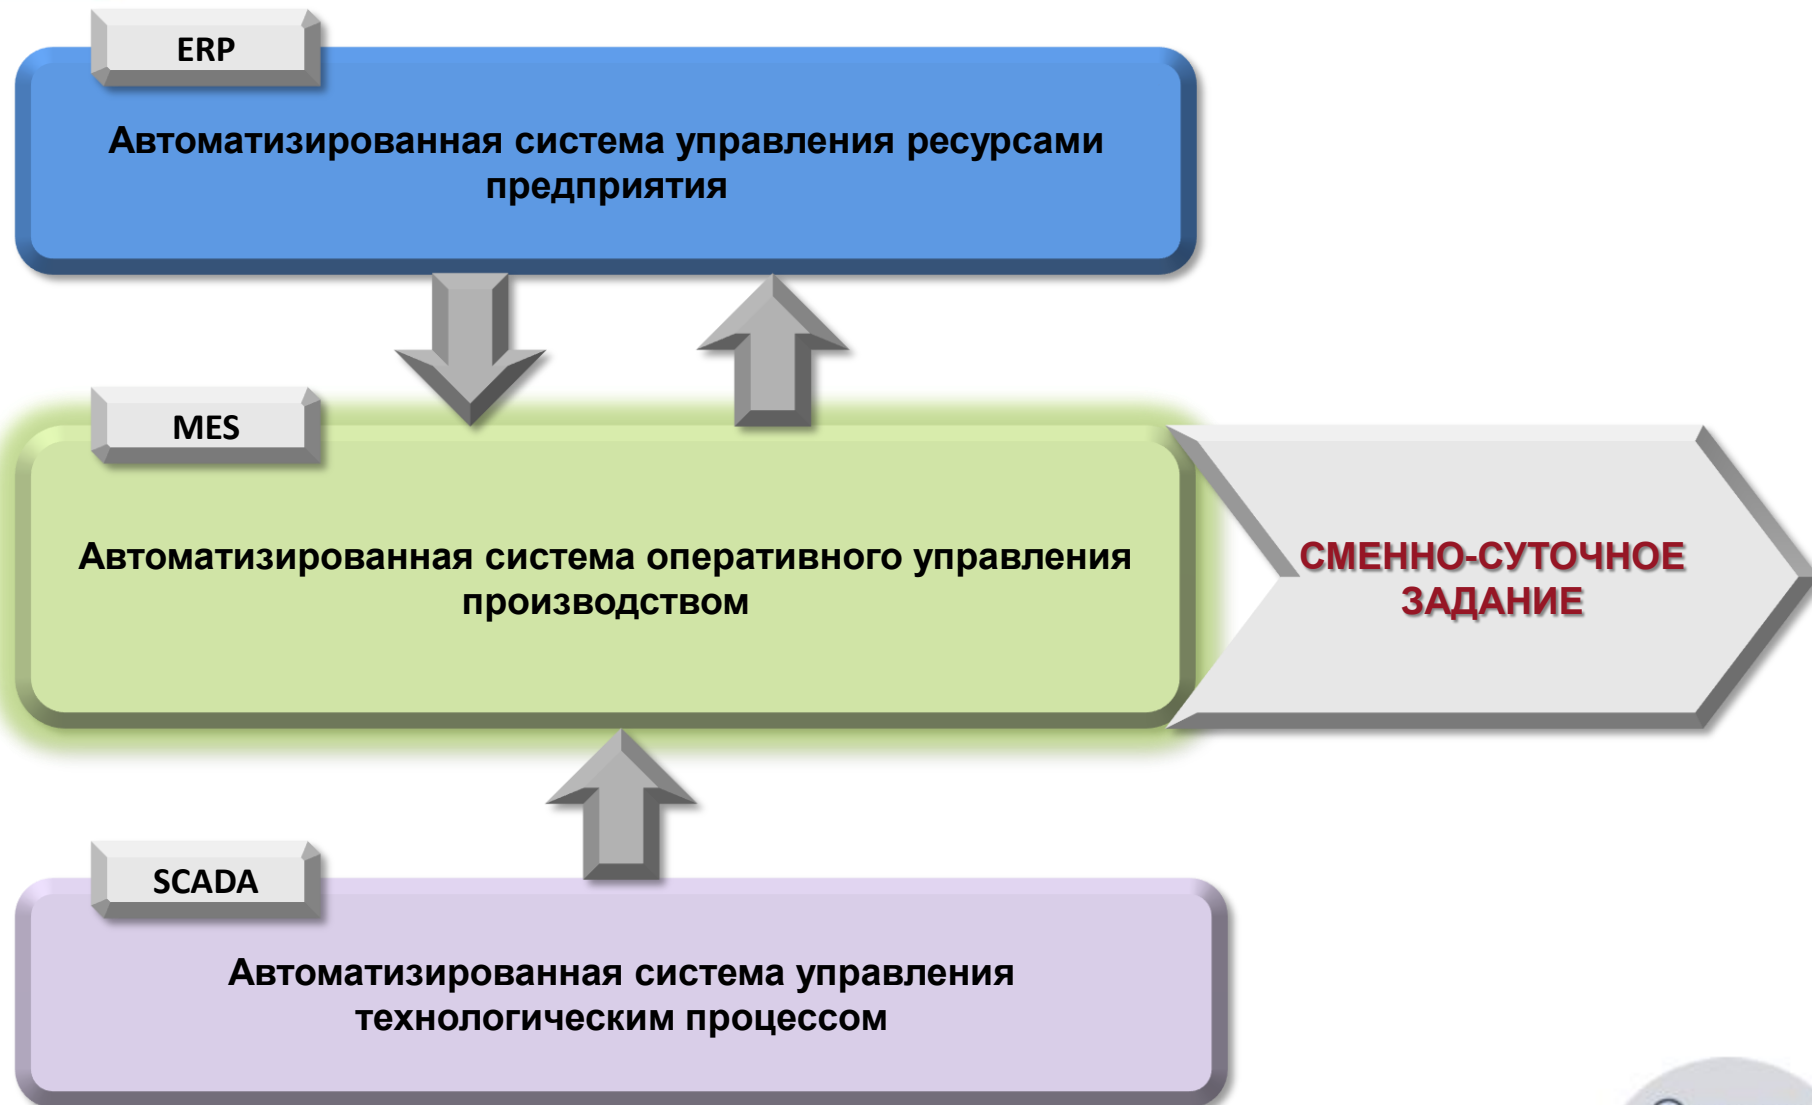 ERP
Автоматизированная система управления ресурсами
предприятия
MES
Автоматизированная система оперативного управления
производством
СМЕННО-СУТОЧНОЕ
ЗАДАНИЕ
SCADA
Автоматизированная система управления
технологическим процессом